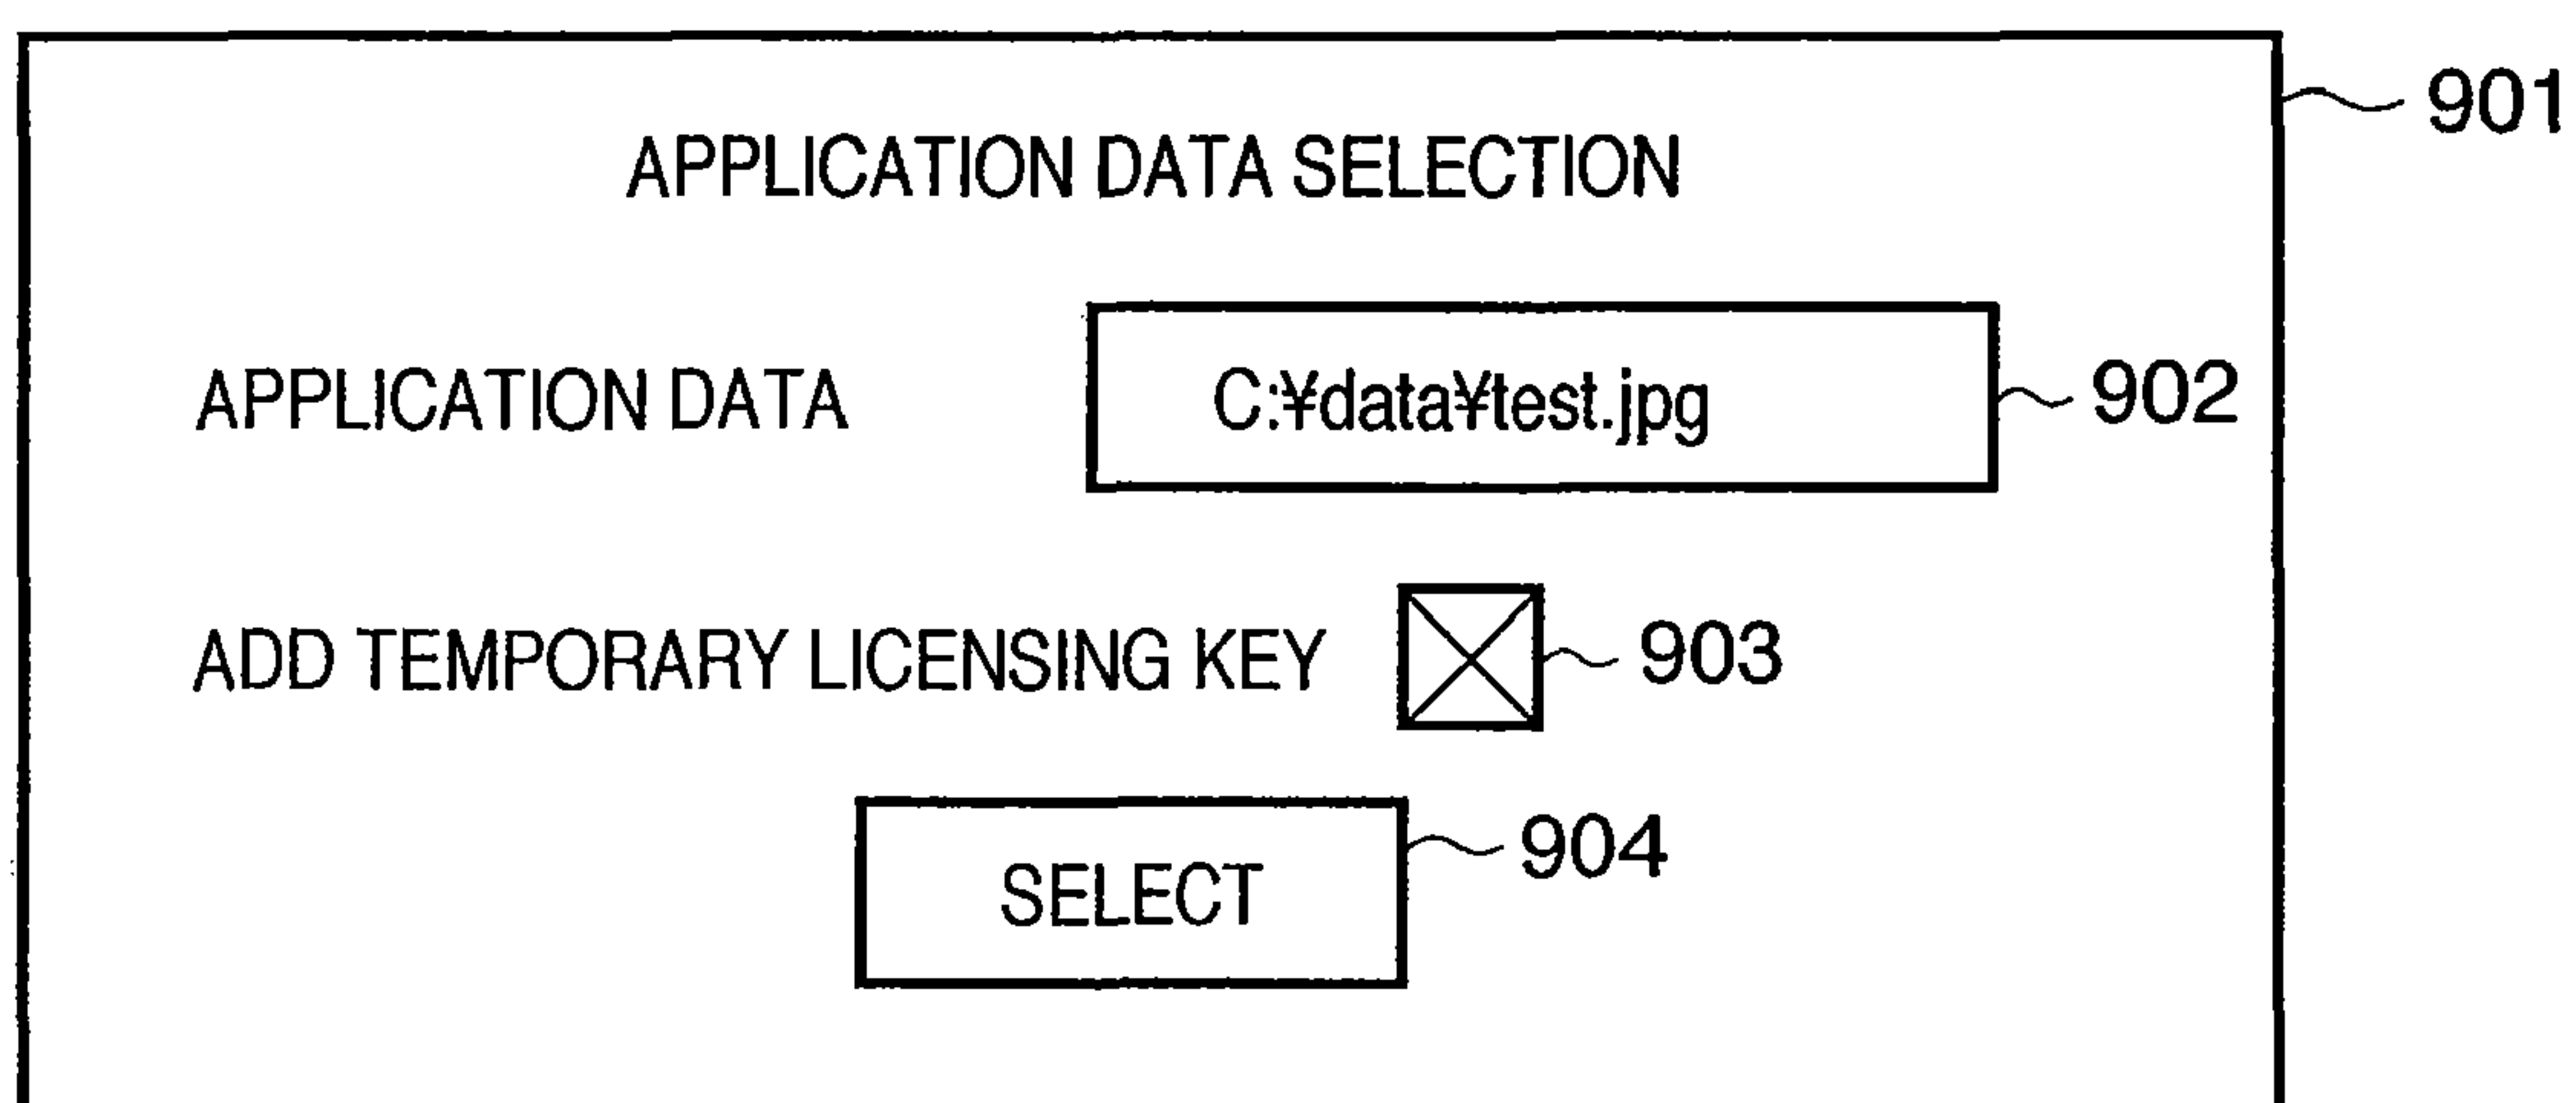 901
APPLICATION DATA SELECTION
APPLICATION DATA C:¥data¥test.jpg 902
ADD TEMPORARY LICENSING KEY 903
SELECT 904